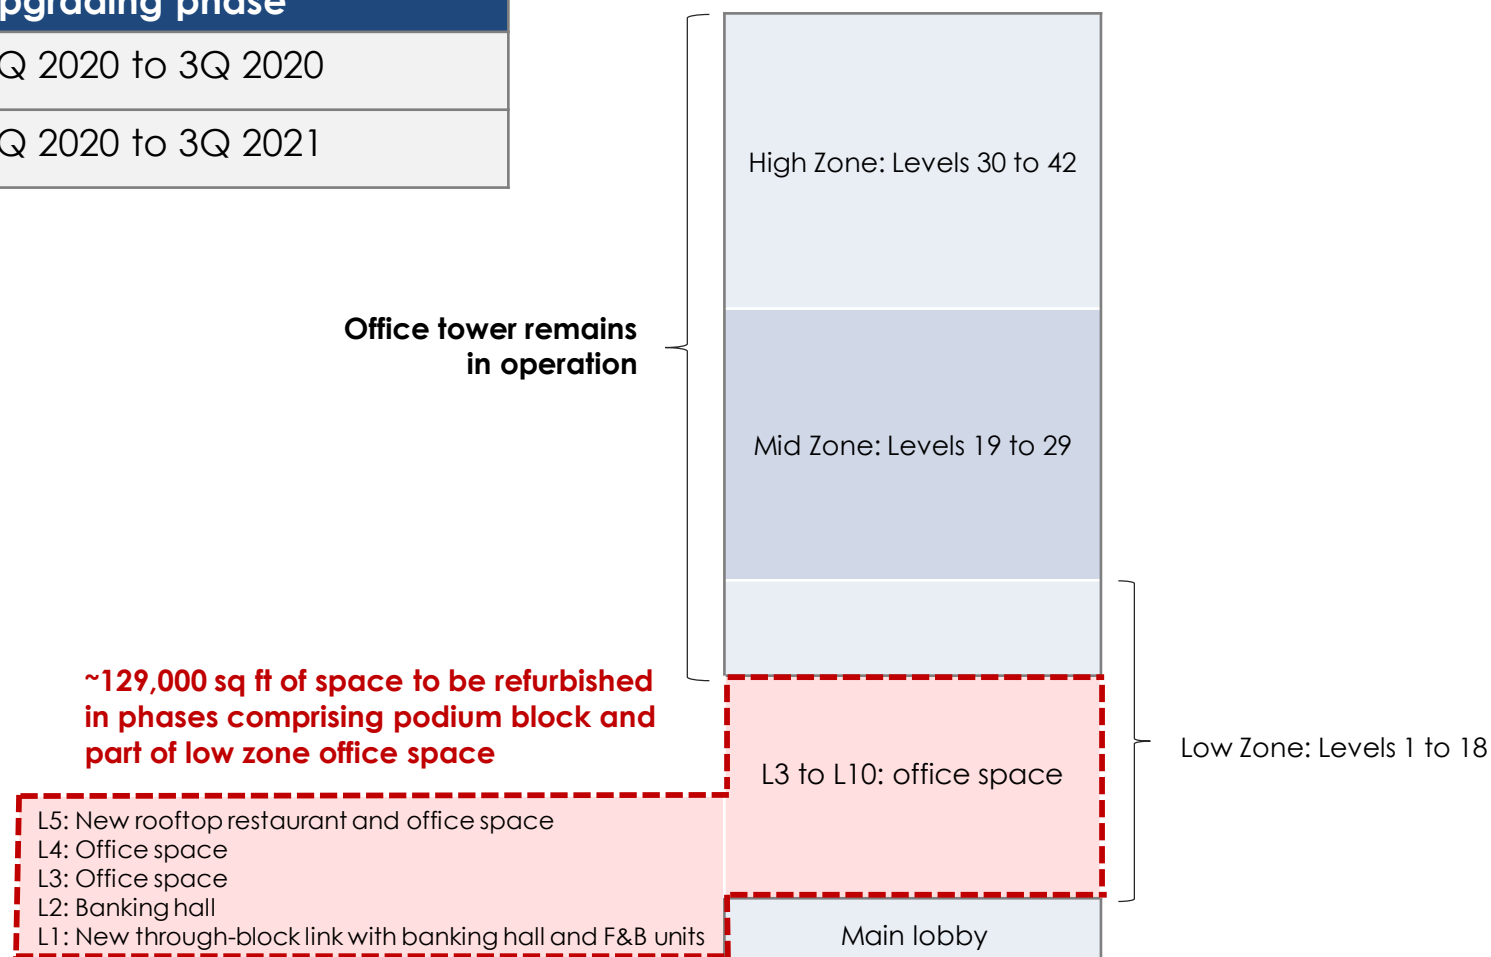 phase
2020 to 3Q 2020
2020 to 3Q 2021
High Zone: Levels 30 to 42
Office tower remains
in operation
Mid Zone: Levels 19 to 29
~129,000 sq ft of space to be refurbished
in phases comprising podium block and
part of low zone office space
Low Zone: Levels 1 to 18
L3 to L10: office space
L5: New rooftop restaurant and office space
L4: Office space
L3: Office space
L2: Banking hall
L1: New through-block link with banking hall and F&B units
Main lobby